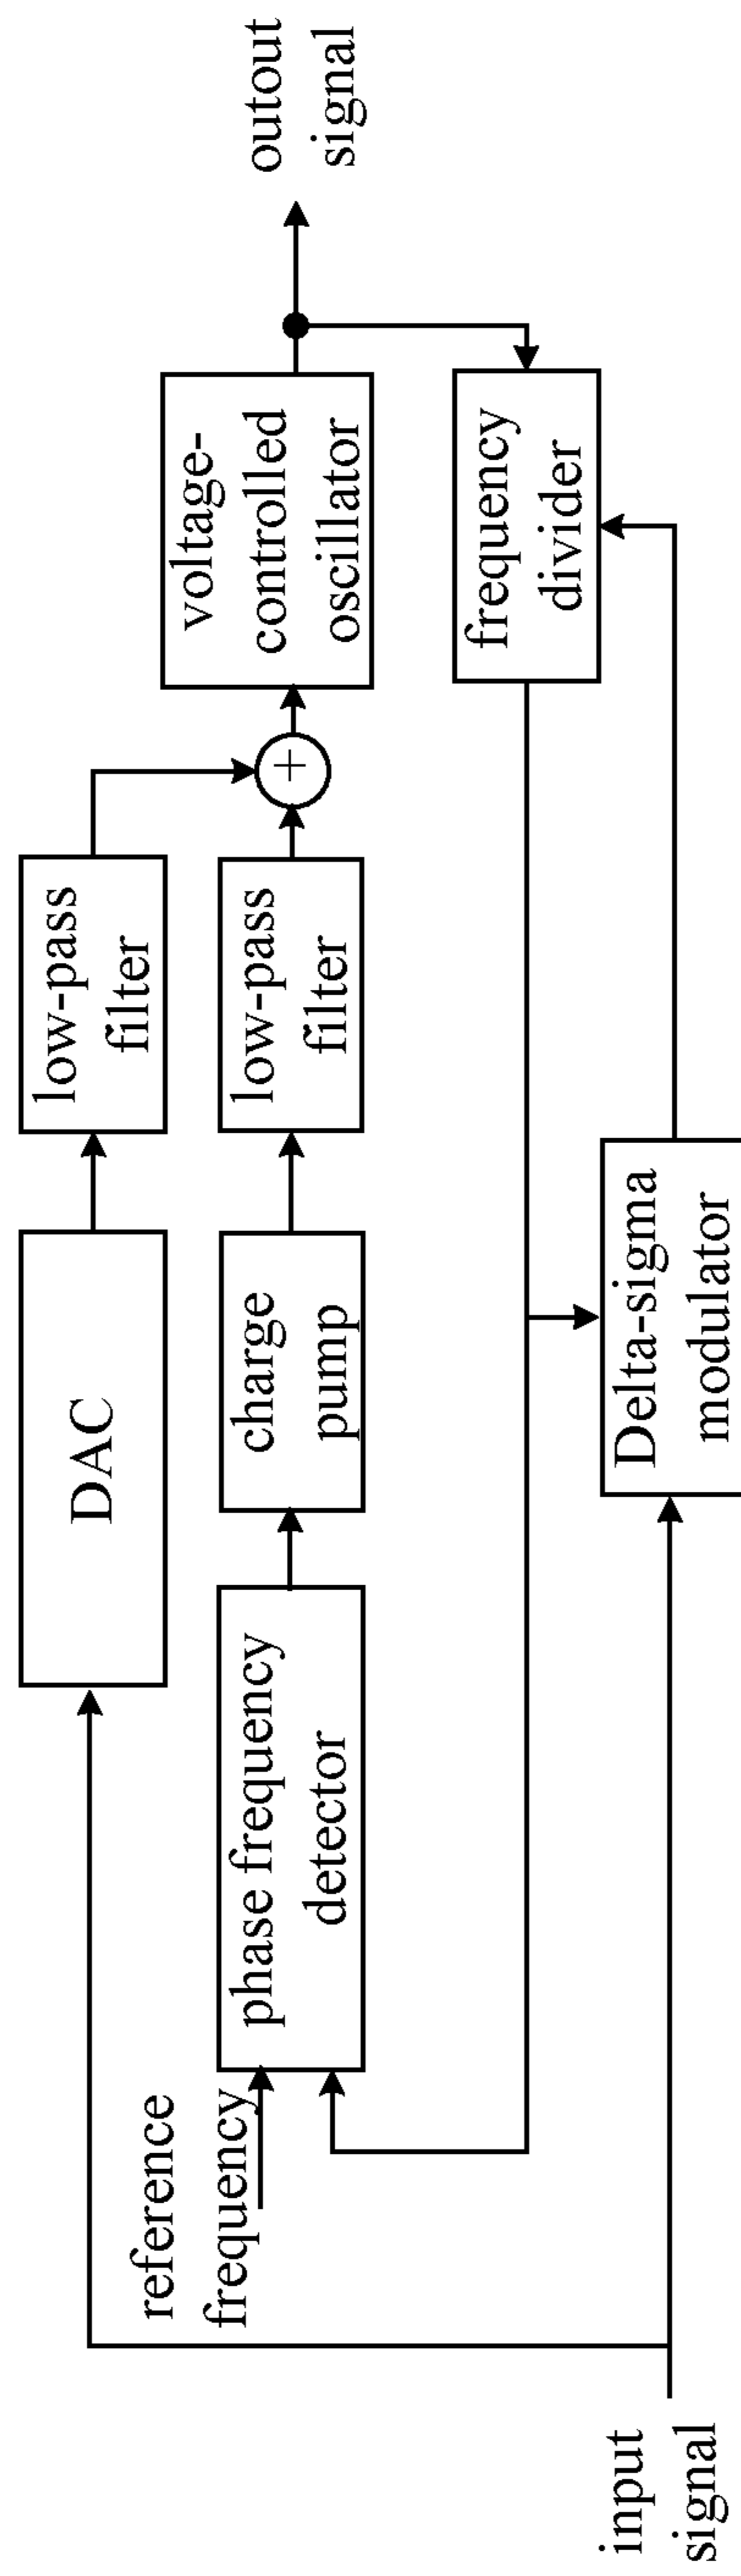 DAC
low-pass
filter
reference
frequency
phase frequency
detector
charge
pump
low-pass
filter
+
voltage-
controlled
oscillator
outout
signal
frequency
divider
input
signal
Delta-sigma
modulator